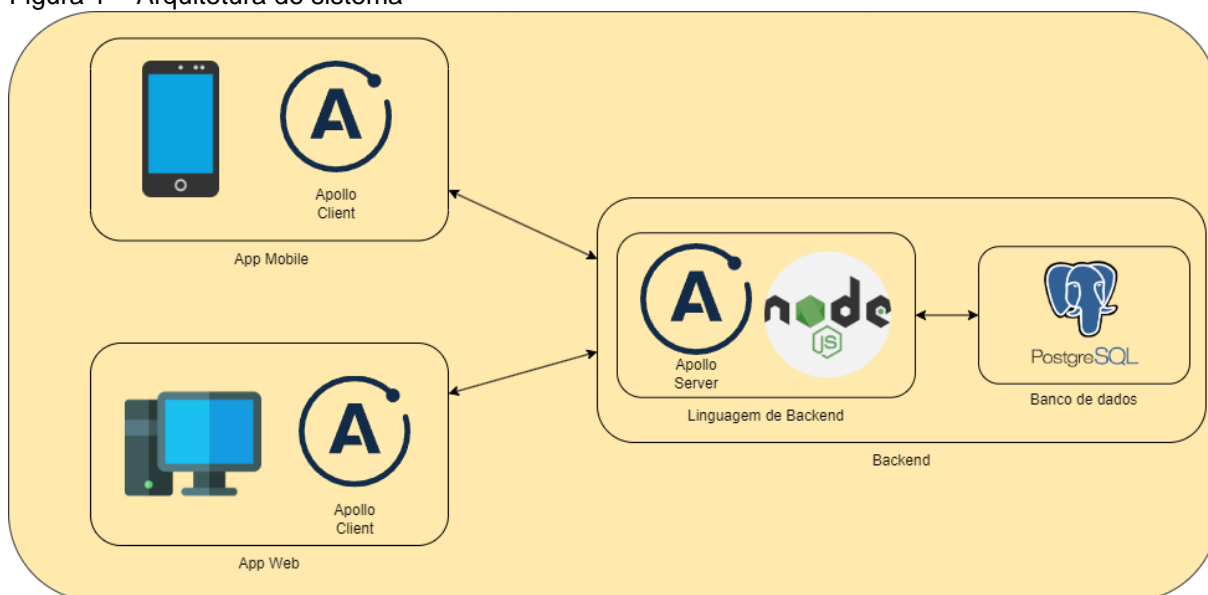 Figura 1 – Arquitetura do sistema
A
Apollo
Client
App Mobile
A
Apollo
Server
node
JS
Linguagem de Backend
PostgreSQL
Banco de dados
Backend
A
Apollo
Client
App Web